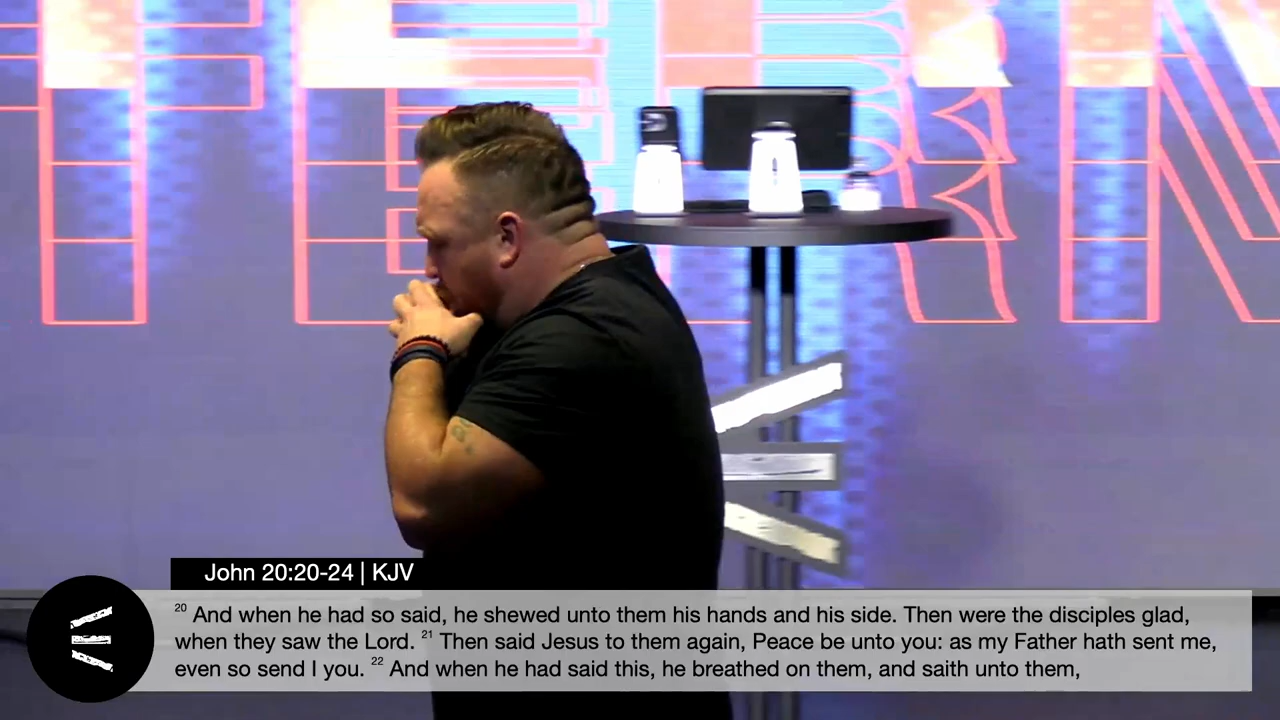 John 20:20-24 | KJV
20 And when he had so said, he shewed unto them his hands and his side. Then were the disciples glad,
when they saw the Lord. 21 Then said Jesus to them again, Peace be unto you: as my Father hath sent me,
even so send I you. 22 And when he had said this, he breathed on them, and saith unto them,